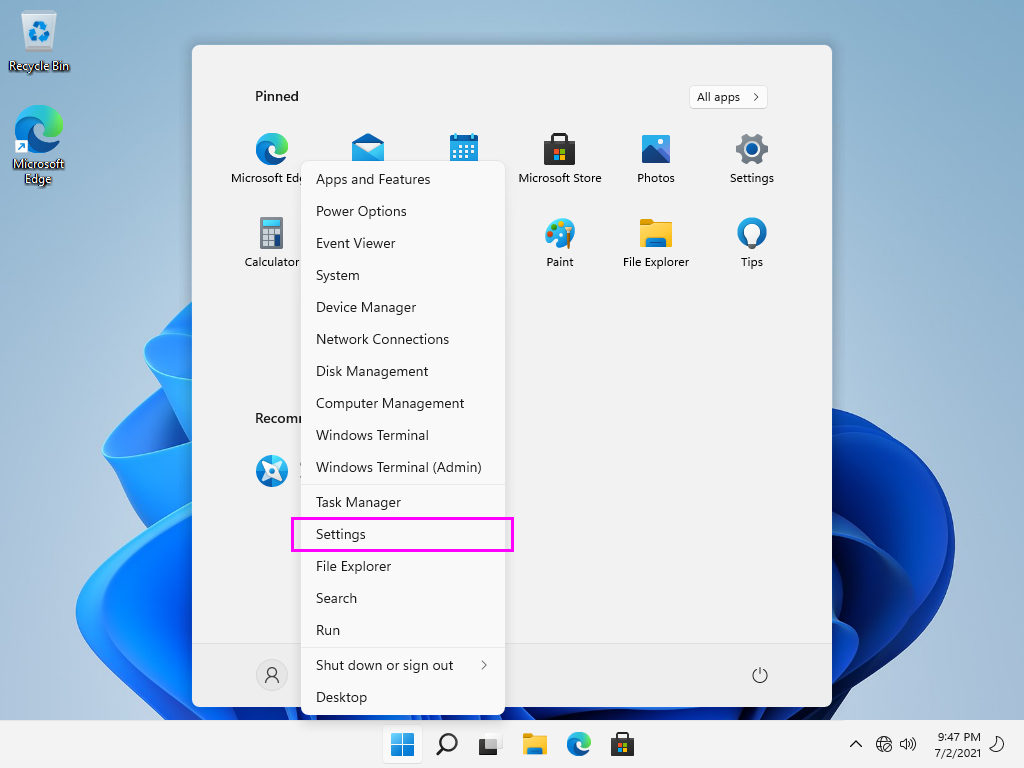 Recycle Bin
Microsoft
Edge
Pinned
All apps
Microsoft Edg
Microsoft Store
Photos
Settings
Calculator
Paint
File Explorer
Tips
Recomm
Apps and Features
Power Options
Event Viewer
System
Device Manager
Network Connections
Disk Management
Computer Management
Windows Terminal
Windows Terminal (Admin)
Task Manager
Settings
File Explorer
Search
Run
Shut down or sign out
Desktop
9:47 PM
7/2/2021